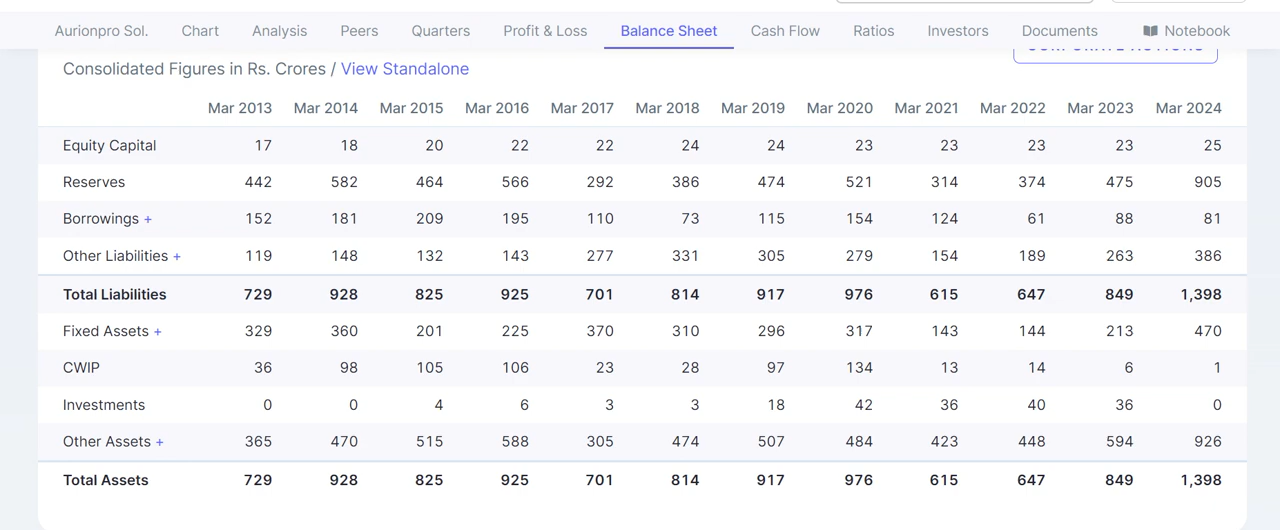 Aurionpro Sol. Chart Analysis Peers Quarters Profit & Loss Balance Sheet Cash Flow Ratios Investors Documents Notebook
CORPORATE ACTIONS
Consolidated Figures in Rs. Crores / View Standalone
Mar 2013 Mar 2014 Mar 2015 Mar 2016 Mar 2017 Mar 2018 Mar 2019 Mar 2020 Mar 2021 Mar 2022 Mar 2023 Mar 2024
Equity Capital 17 18 20 22 22 24 24 23 23 23 23 25
Reserves 442 582 464 566 292 386 474 521 314 374 475 905
Borrowings + 152 181 209 195 110 73 115 154 124 61 88 81
Other Liabilities + 119 148 132 143 277 331 305 279 154 189 263 386
Total Liabilities 729 928 825 925 701 814 917 976 615 647 849 1,398
Fixed Assets + 329 360 201 225 370 310 296 317 143 144 213 470
CWIP 36 98 105 106 23 28 97 134 13 14 6 1
Investments 0 0 4 6 3 3 18 42 36 40 36 0
Other Assets + 365 470 515 588 305 474 507 484 423 448 594 926
Total Assets 729 928 825 925 701 814 917 976 615 647 849 1,398